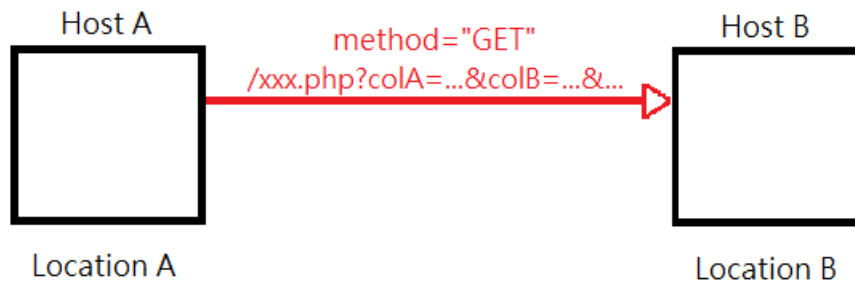 Host A
method="GET"
Host B
/xxx.php?colA=...&colB=...&...
Location A
Location B